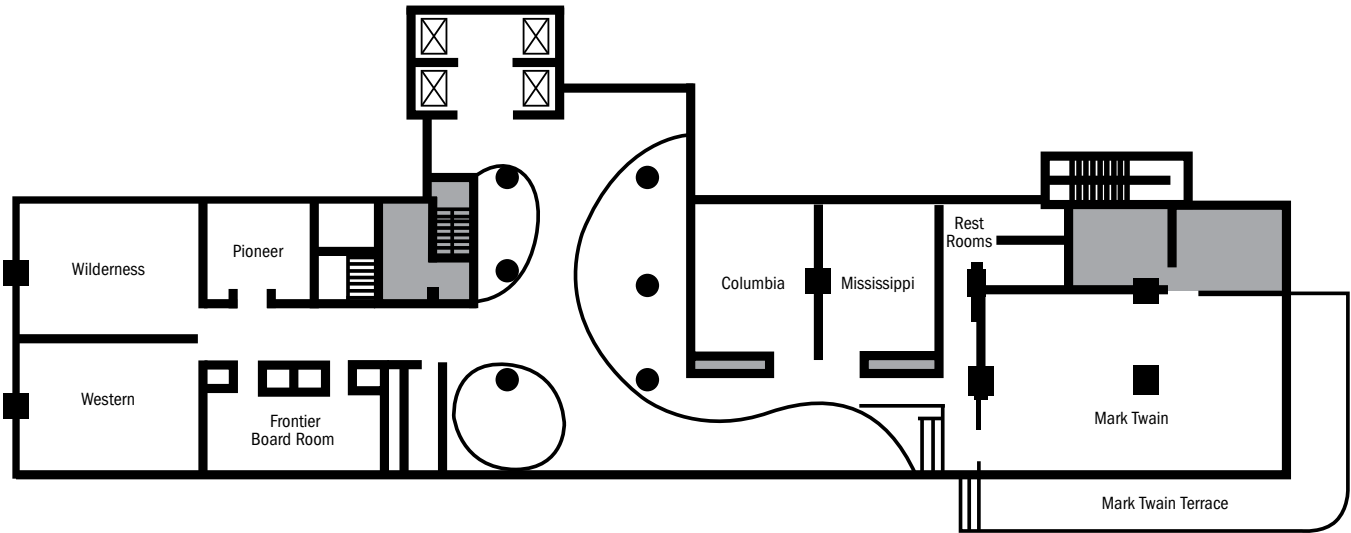 Rest
Rooms
Pioneer
Wilderness
Columbia
Mississippi
Western
Frontier
Board Room
Mark Twain
Mark Twain Terrace